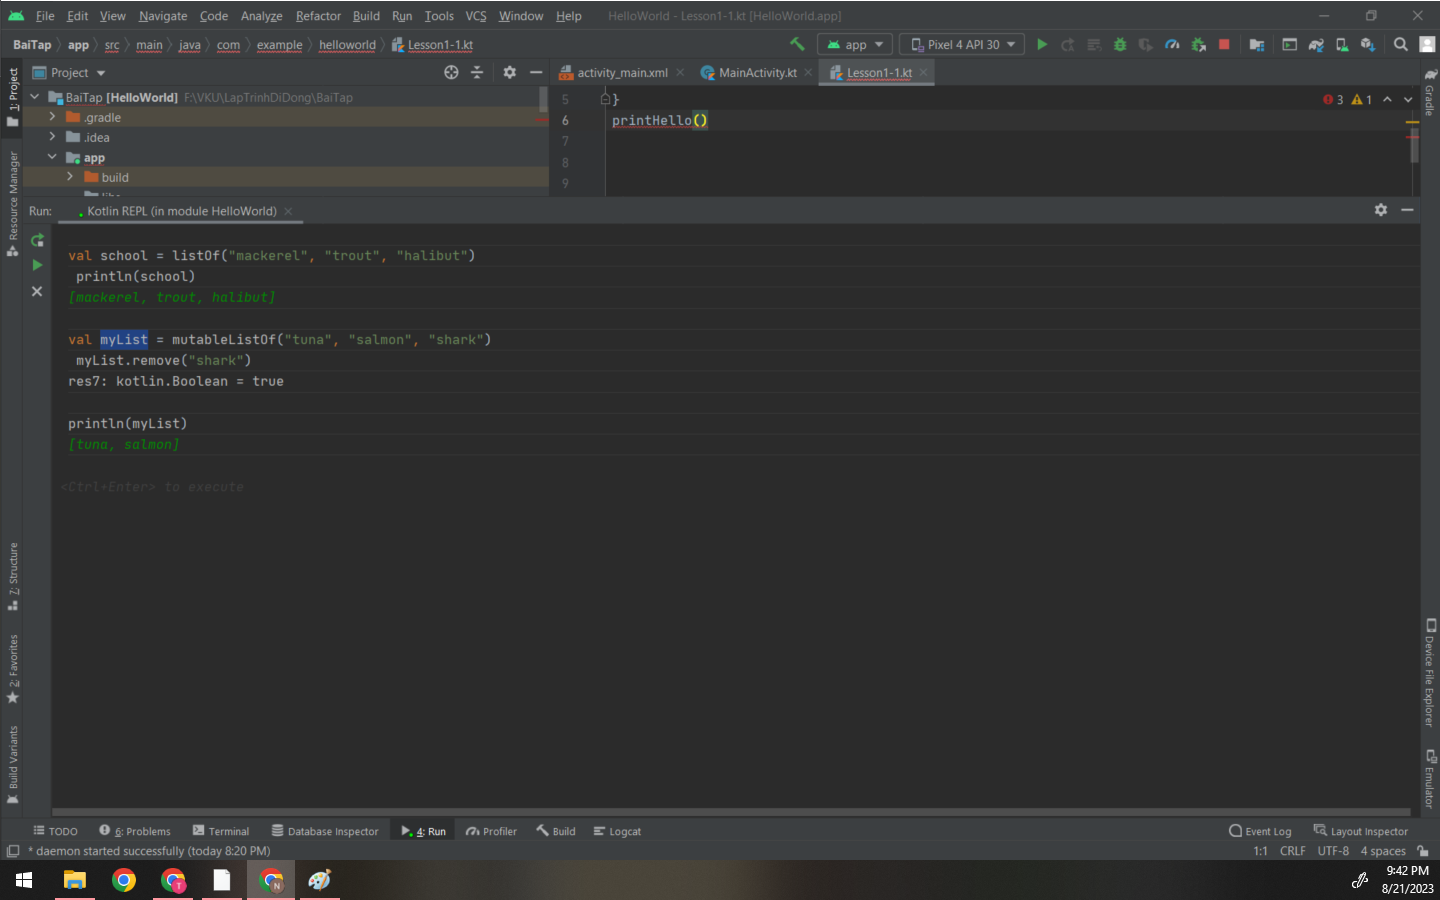 File Edit View Navigate Code Analyze Refactor Build Run Tools VCS Window Help HelloWorld - Lesson1-1.kt [HelloWorld.app]
BaiTap app src main java com example helloworld Lesson1-1.kt app Pixel 4 API 30
Project activity_main.xml MainActivity.kt Lesson1-1.kt
BaiTap [HelloWorld] F:\VKU\LapTrinhDiDong\BaiTap
.gradle
.idea
app
build
5 }
3 1
6 printHello()
7
8
9
1: Project
Resource Manager
Z: Structure
2: Favorites
Build Variants
Gradle
Device File Explorer
Emulator
Run: Kotlin REPL (in module HelloWorld)
val school = listOf("mackerel", "trout", "halibut")
println(school)
[mackerel, trout, halibut]
val myList = mutableListOf("tuna", "salmon", "shark")
myList.remove("shark")
res7: kotlin.Boolean = true
println(myList)
[tuna, salmon]
<Ctrl+Enter> to execute
TODO 6: Problems Terminal Database Inspector 4: Run Profiler Build Logcat Event Log Layout Inspector
* daemon started successfully (today 8:20 PM) 1:1 CRLF UTF-8 4 spaces
T
N
9:42 PM
8/21/2023